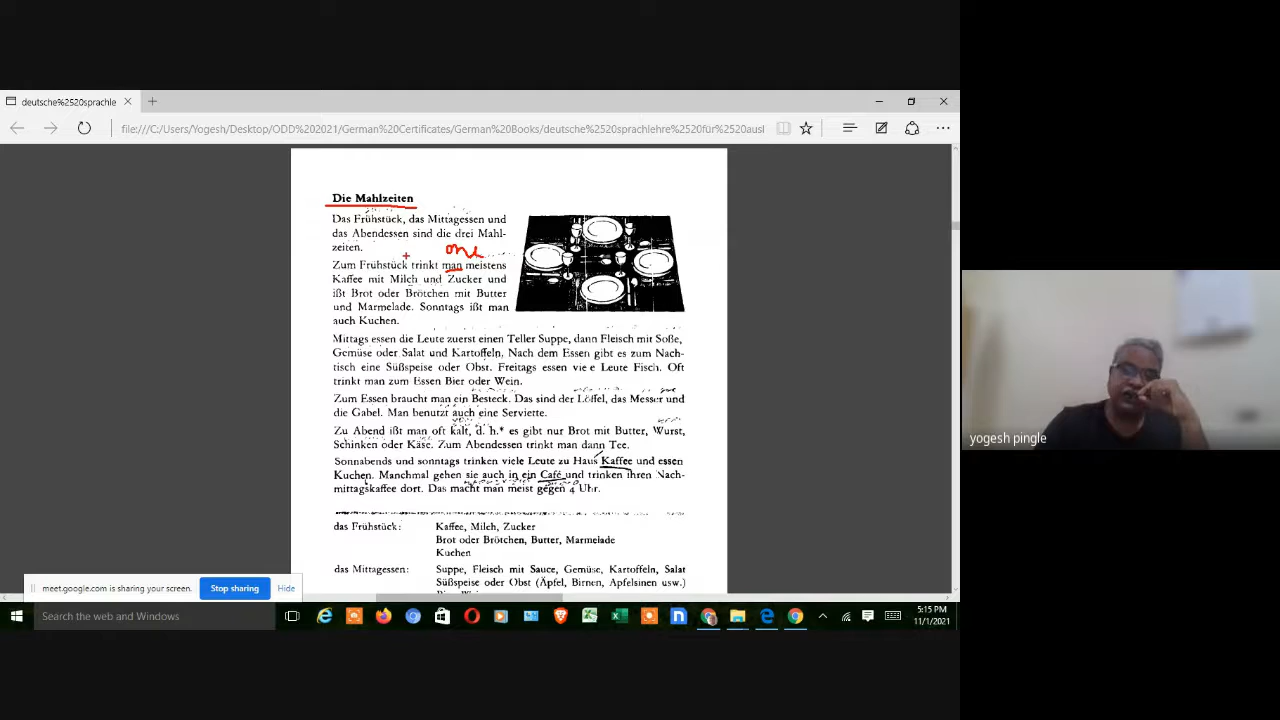 deutsche%2520sprachle
file:///C:/Users/Yogesh/Desktop/ODD%202021/German%20Certificates/German%20Books/deutsche%2520sprachlehre%2520für%2520ausl
Die Mahlzeiten
Das Frühstück, das Mittagessen und
das Abendessen sind die drei Mahl-
zeiten.
one
Zum Frühstück trinkt man meistens
Kaffee mit Milch und Zucker und
ißt Brot oder Brötchen mit Butter
und Marmelade. Sonntags ißt man
auch Kuchen.
Mittags essen die Leute zuerst einen Teller Suppe, dann Fleisch mit Soße,
Gemüse oder Salat und Kartoffeln. Nach dem Essen gibt es zum Nach-
tisch eine Süßspeise oder Obst. Freitags essen vie e Leute Fisch. Oft
trinkt man zum Essen Bier oder Wein.
Zum Essen braucht man ein Besteck. Das sind der Löffel, das Messer und
die Gabel. Man benutzt auch eine Serviette.
Zu Abend ißt man oft kalt, d. h.* es gibt nur Brot mit Butter, Wurst,
Schinken oder Käse. Zum Abendessen trinkt man dann Tee.
Sonnabends und sonntags trinken viele Leute zu Haus Kaffee und essen
Kuchen. Manchmal gehen sie auch in ein Café und trinken ihren Nach-
mittagskaffee dort. Das macht man meist gegen 4 Uhr.
das Frühstück: Kaffee, Milch, Zucker
Brot oder Brötchen, Butter, Marmelade
Kuchen
das Mittagessen: Suppe, Fleisch mit Sauce, Gemüse, Kartoffeln, Salat
Süßspeise oder Obst (Äpfel, Birnen, Apfelsinen usw.)
yogesh pingle
meet.google.com is sharing your screen. Stop sharing Hide
Search the web and Windows
5:15 PM
11/1/2021